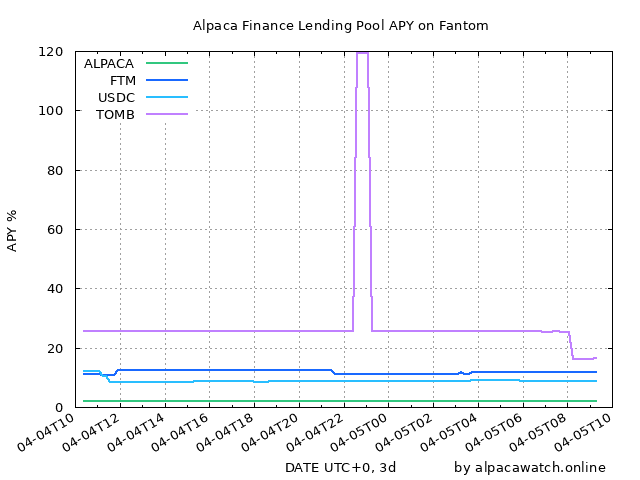 Alpaca Finance Lending Pool APY on Fantom
120
100
80
60
40
20
0
APY %
ALPACA
FTM
USDC
TOMB
04-04T10
04-04T12
04-04T14
04-04T16
04-04T18
04-04T20
04-04T22
04-05T00
04-05T02
04-05T04
04-05T06
04-05T08
04-05T10
DATE UTC+0, 3d
by alpacawatch.online